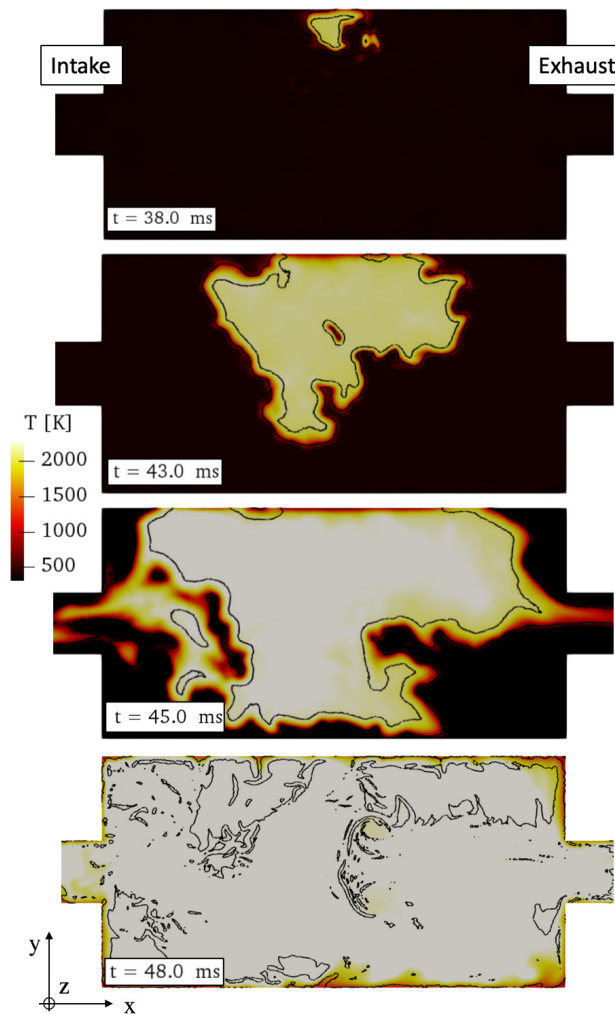 Intake
Exhaust
t = 38.0 ms
t = 43.0 ms
T [K]
2000
1500
1000
500
t = 45.0 ms
t = 48.0 ms
y
z
x